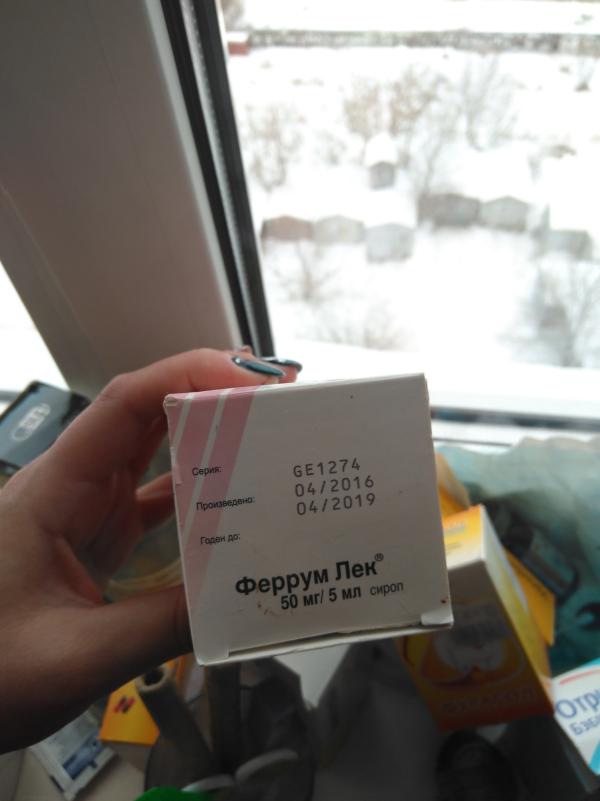 Серия:
GE1274
Произведено:
04/2016
Годен до:
04/2019
Феррум Лек®
50 мг/ 5 мл сироп